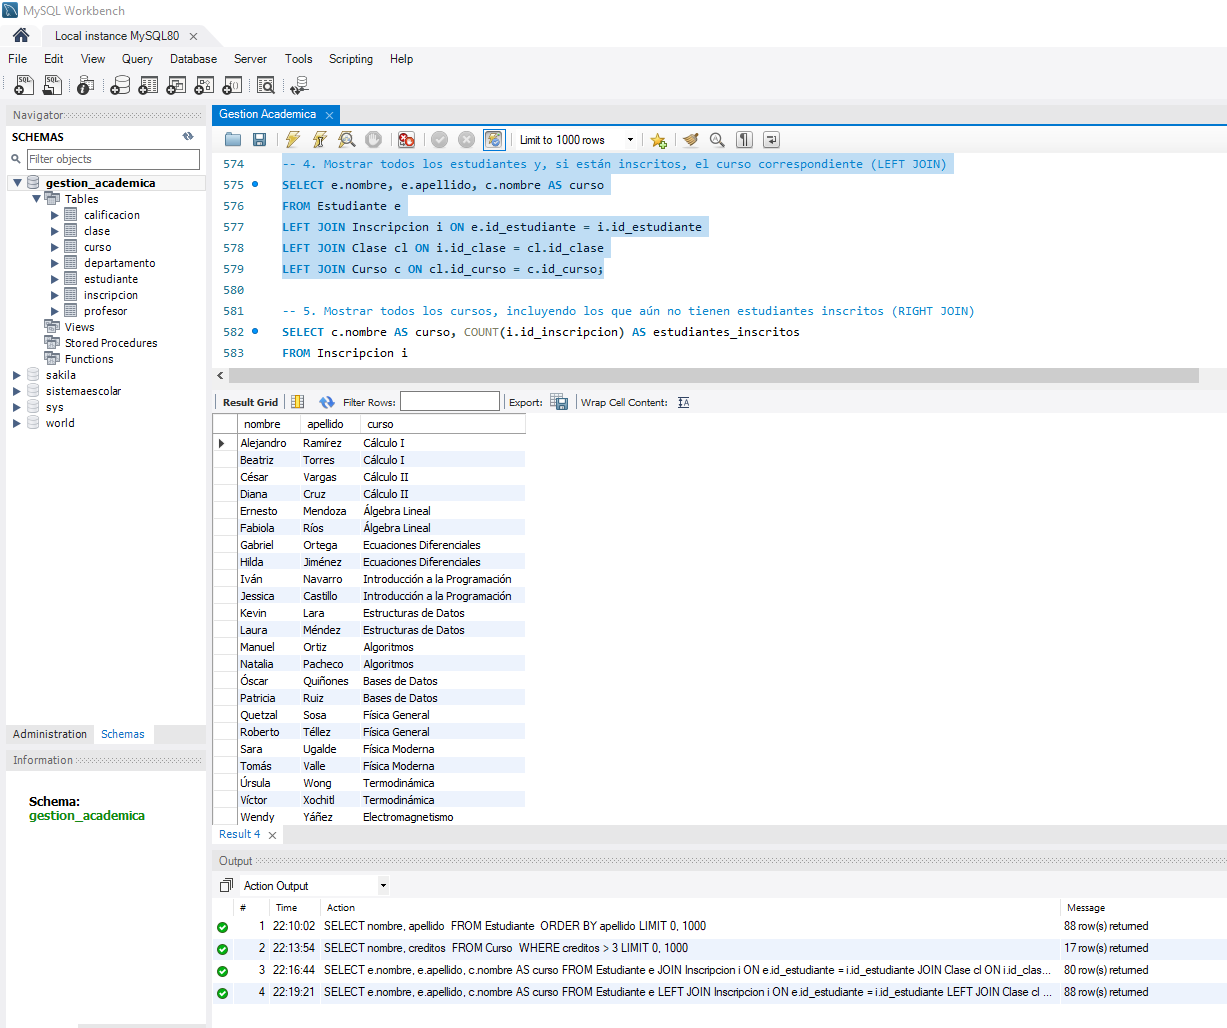 MySQL Workbench
Local instance MySQL80
File Edit View Query Database Server Tools Scripting Help
Navigator
SCHEMAS
Filter objects
gestion_academica
Tables
calificacion
clase
curso
departamento
estudiante
inscripcion
profesor
Views
Stored Procedures
Functions
sakila
sistemaescolar
sys
world
Administration Schemas
Information
Schema:
gestion_academica
Gestion Academica
Limit to 1000 rows
574 -- 4. Mostrar todos los estudiantes y, si están inscritos, el curso correspondiente (LEFT JOIN)
575 SELECT e.nombre, e.apellido, c.nombre AS curso
576 FROM Estudiante e
577 LEFT JOIN Inscripcion i ON e.id_estudiante = i.id_estudiante
578 LEFT JOIN Clase cl ON i.id_clase = cl.id_clase
579 LEFT JOIN Curso c ON cl.id_curso = c.id_curso;
580
581 -- 5. Mostrar todos los cursos, incluyendo los que aún no tienen estudiantes inscritos (RIGHT JOIN)
582 SELECT c.nombre AS curso, COUNT(i.id_inscripcion) AS estudiantes_inscritos
583 FROM Inscripcion i
Result Grid Filter Rows: Export: Wrap Cell Content:
nombre apellido curso
Alejandro Ramírez Cálculo I
Beatriz Torres Cálculo I
César Vargas Cálculo II
Diana Cruz Cálculo II
Ernesto Mendoza Álgebra Lineal
Fabiola Ríos Álgebra Lineal
Gabriel Ortega Ecuaciones Diferenciales
Hilda Jiménez Ecuaciones Diferenciales
Iván Navarro Introducción a la Programación
Jessica Castillo Introducción a la Programación
Kevin Lara Estructuras de Datos
Laura Méndez Estructuras de Datos
Manuel Ortiz Algoritmos
Natalia Pacheco Algoritmos
Óscar Quiñones Bases de Datos
Patricia Ruiz Bases de Datos
Quetzal Sosa Física General
Roberto Téllez Física General
Sara Ugalde Física Moderna
Tomás Valle Física Moderna
Úrsula Wong Termodinámica
Víctor Xochitl Termodinámica
Wendy Yáñez Electromagnetismo
Result 4
Output
Action Output
# Time Action Message
1 22:10:02 SELECT nombre, apellido FROM Estudiante ORDER BY apellido LIMIT 0, 1000 88 row(s) returned
2 22:13:54 SELECT nombre, creditos FROM Curso WHERE creditos > 3 LIMIT 0, 1000 17 row(s) returned
3 22:16:44 SELECT e.nombre, e.apellido, c.nombre AS curso FROM Estudiante e JOIN Inscripcion i ON e.id_estudiante = i.id_estudiante JOIN Clase cl ON i.id_clas... 80 row(s) returned
4 22:19:21 SELECT e.nombre, e.apellido, c.nombre AS curso FROM Estudiante e LEFT JOIN Inscripcion i ON e.id_estudiante = i.id_estudiante LEFT JOIN Clase cl ... 88 row(s) returned